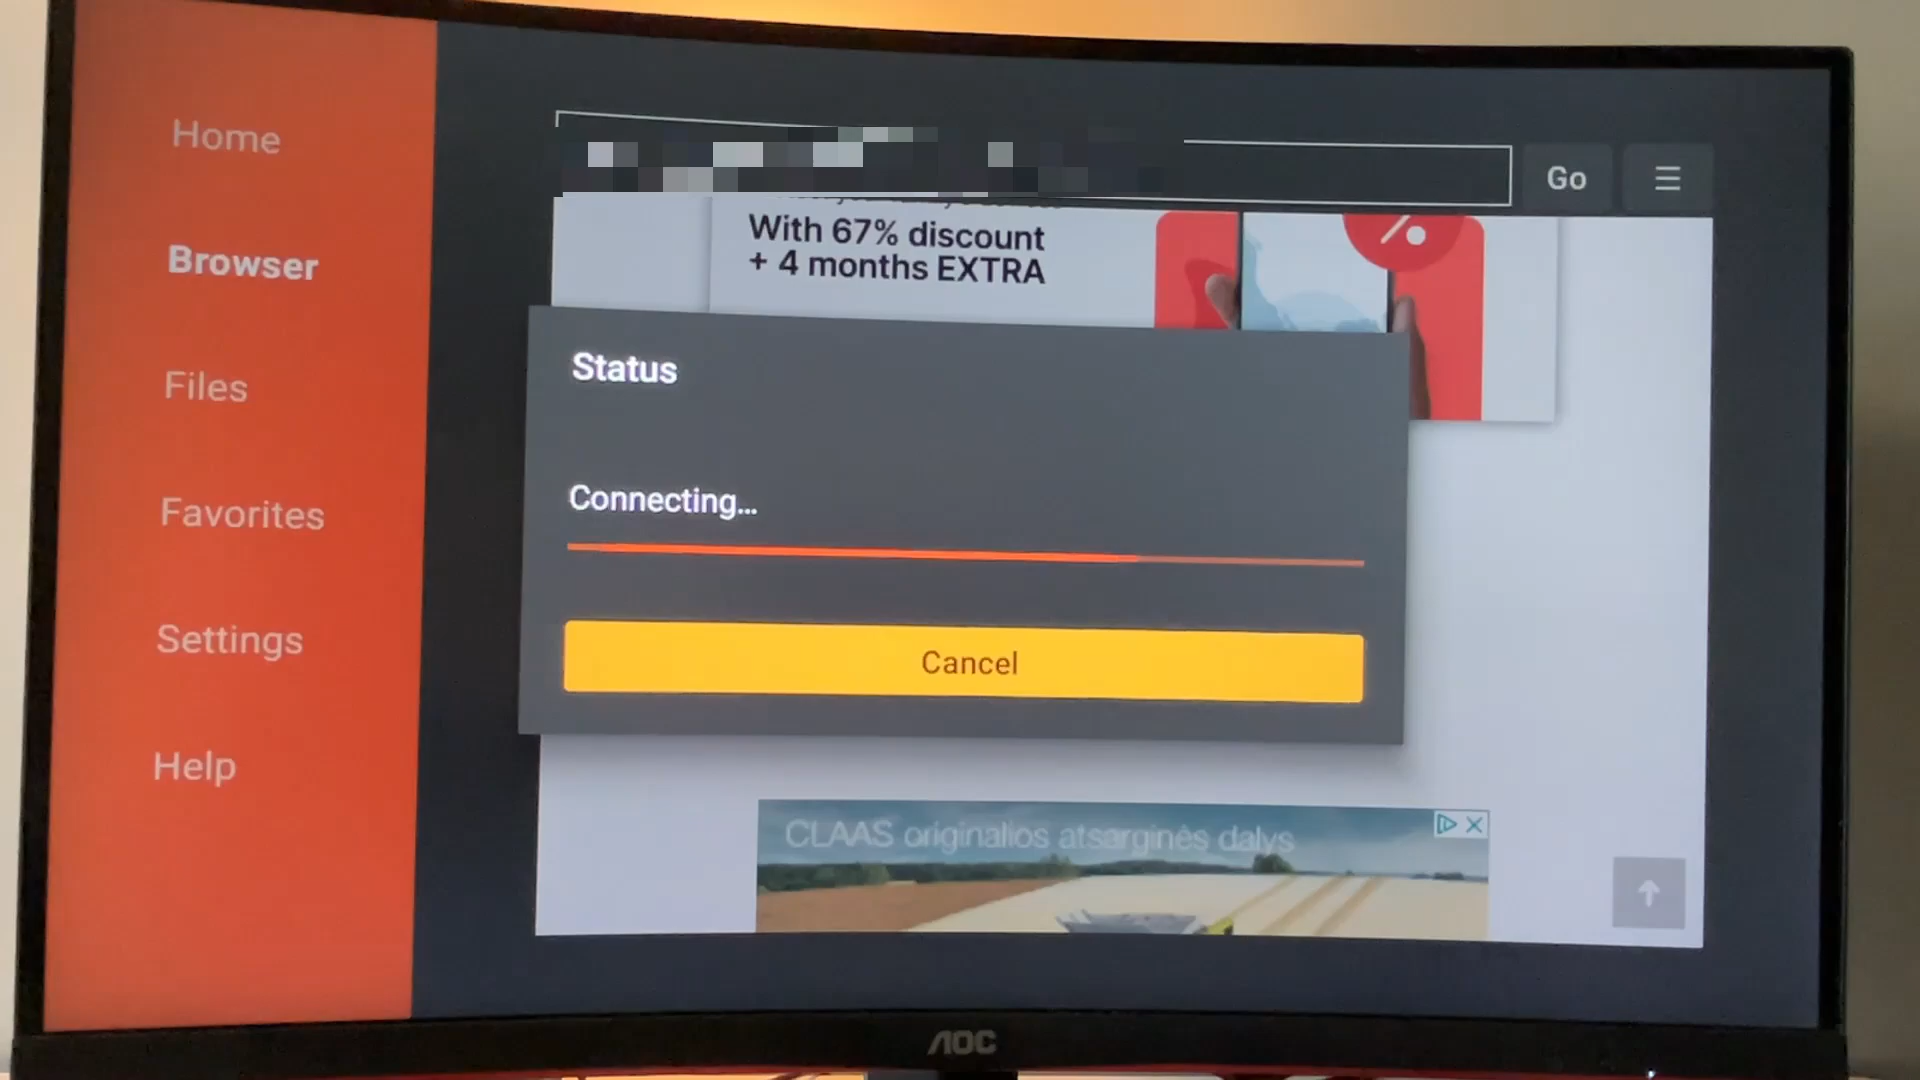 Home
Browser
Files
Favorites
Settings
Help
Go
With 67% discount
+ 4 months EXTRA
Status
Connecting...
Cancel
CLAAS originalios atsarginės dalys
AOC